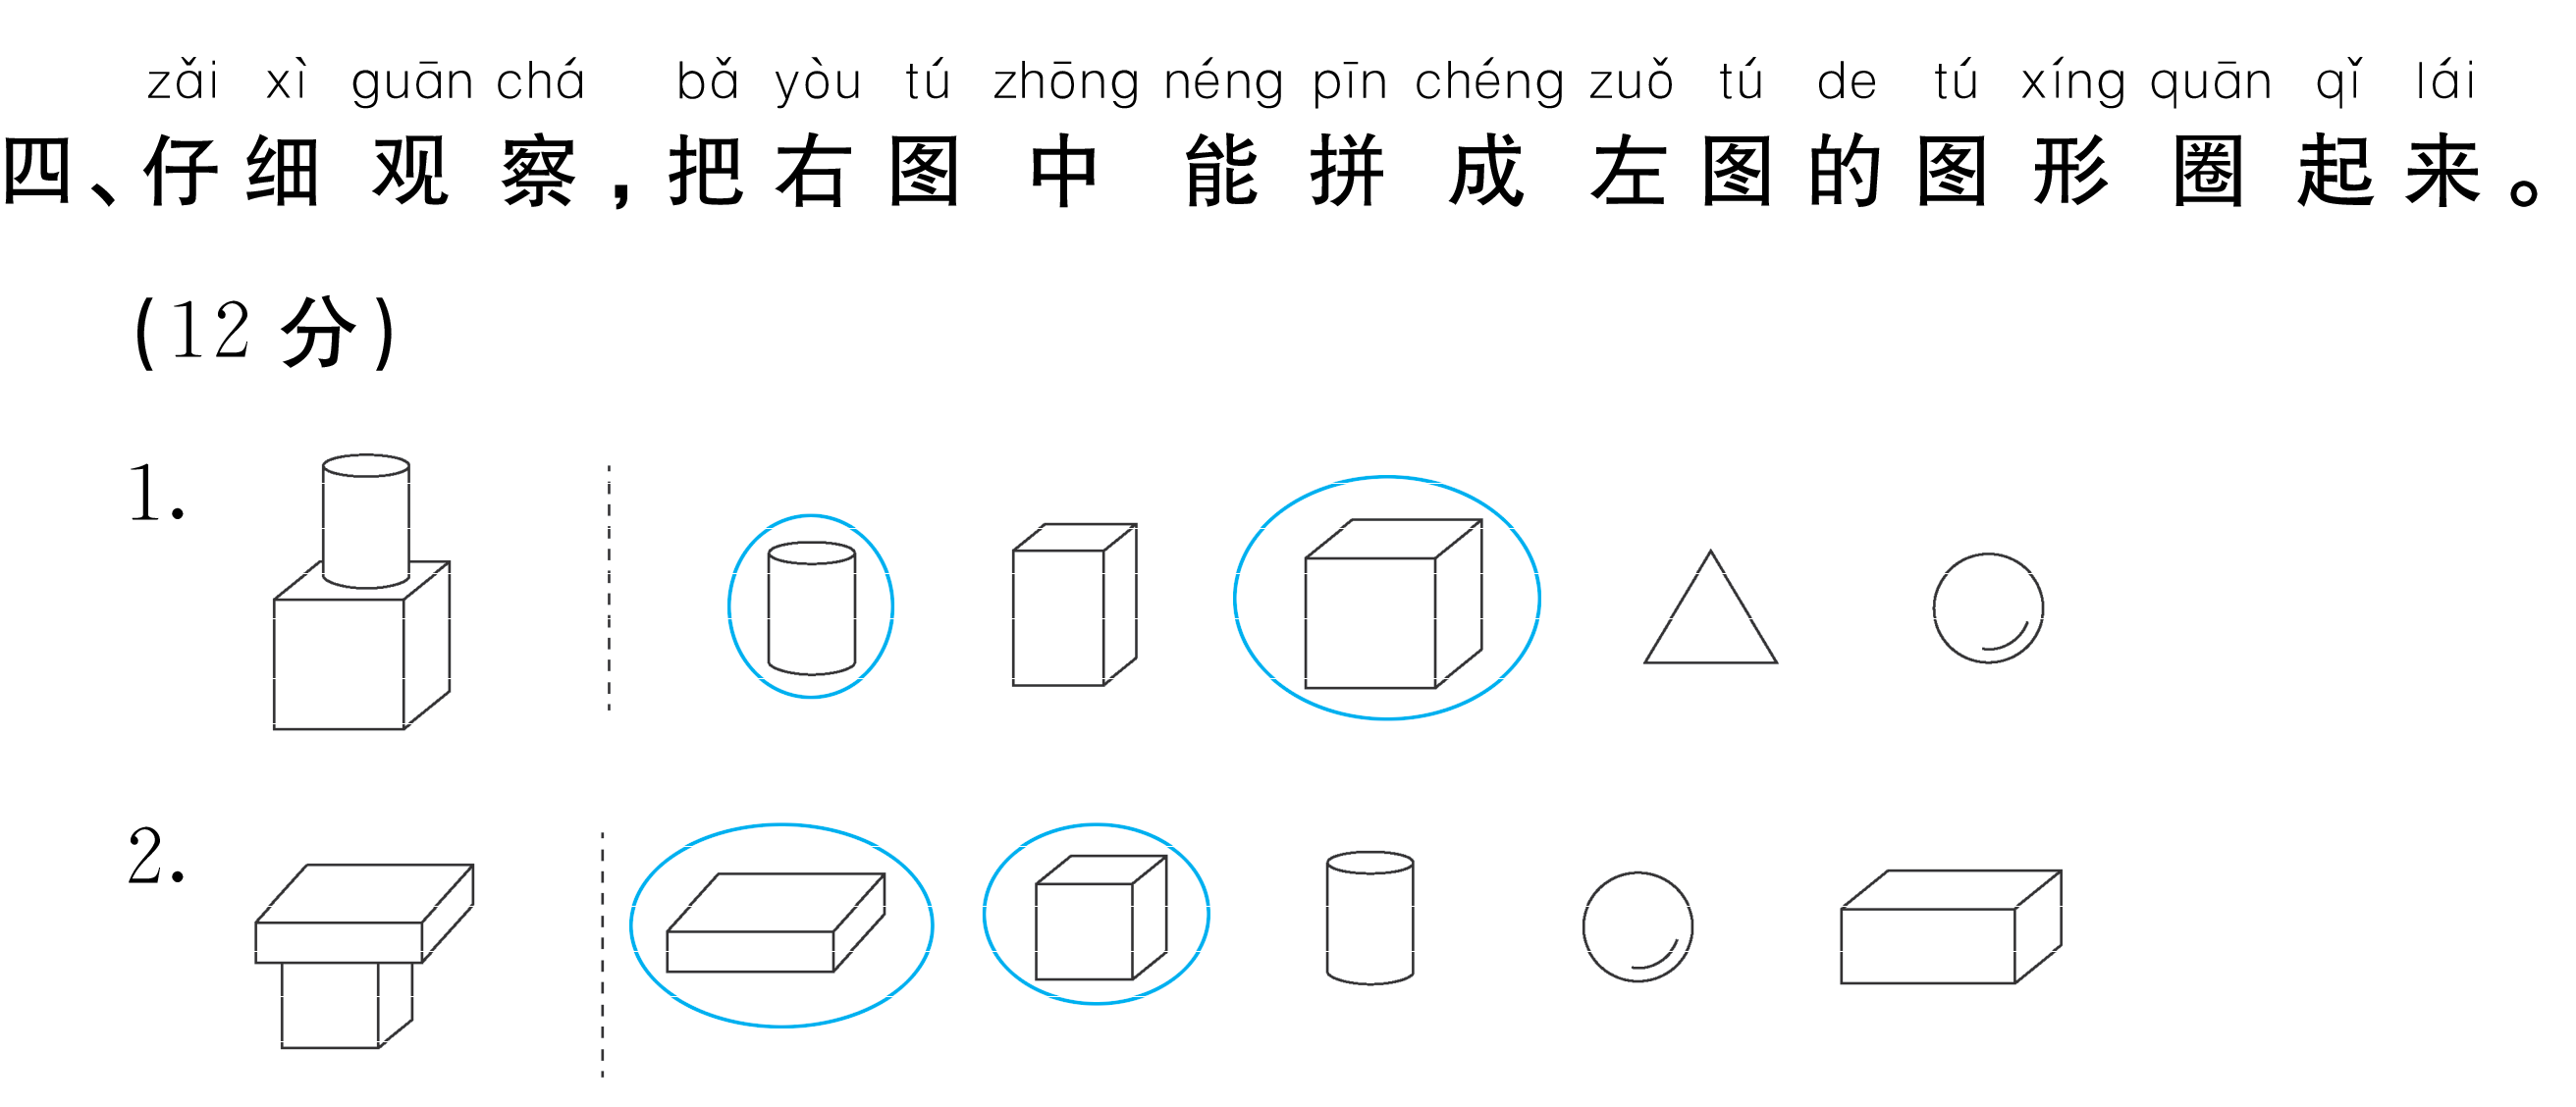 zǎi xì guān chá bǎ yòu tú zhōng néng pīn chéng zuǒ tú de tú xíng quān qǐ lái
四、仔细观察,把右图中能拼成左图的图形圈起来。
(12 分)
1.
2.